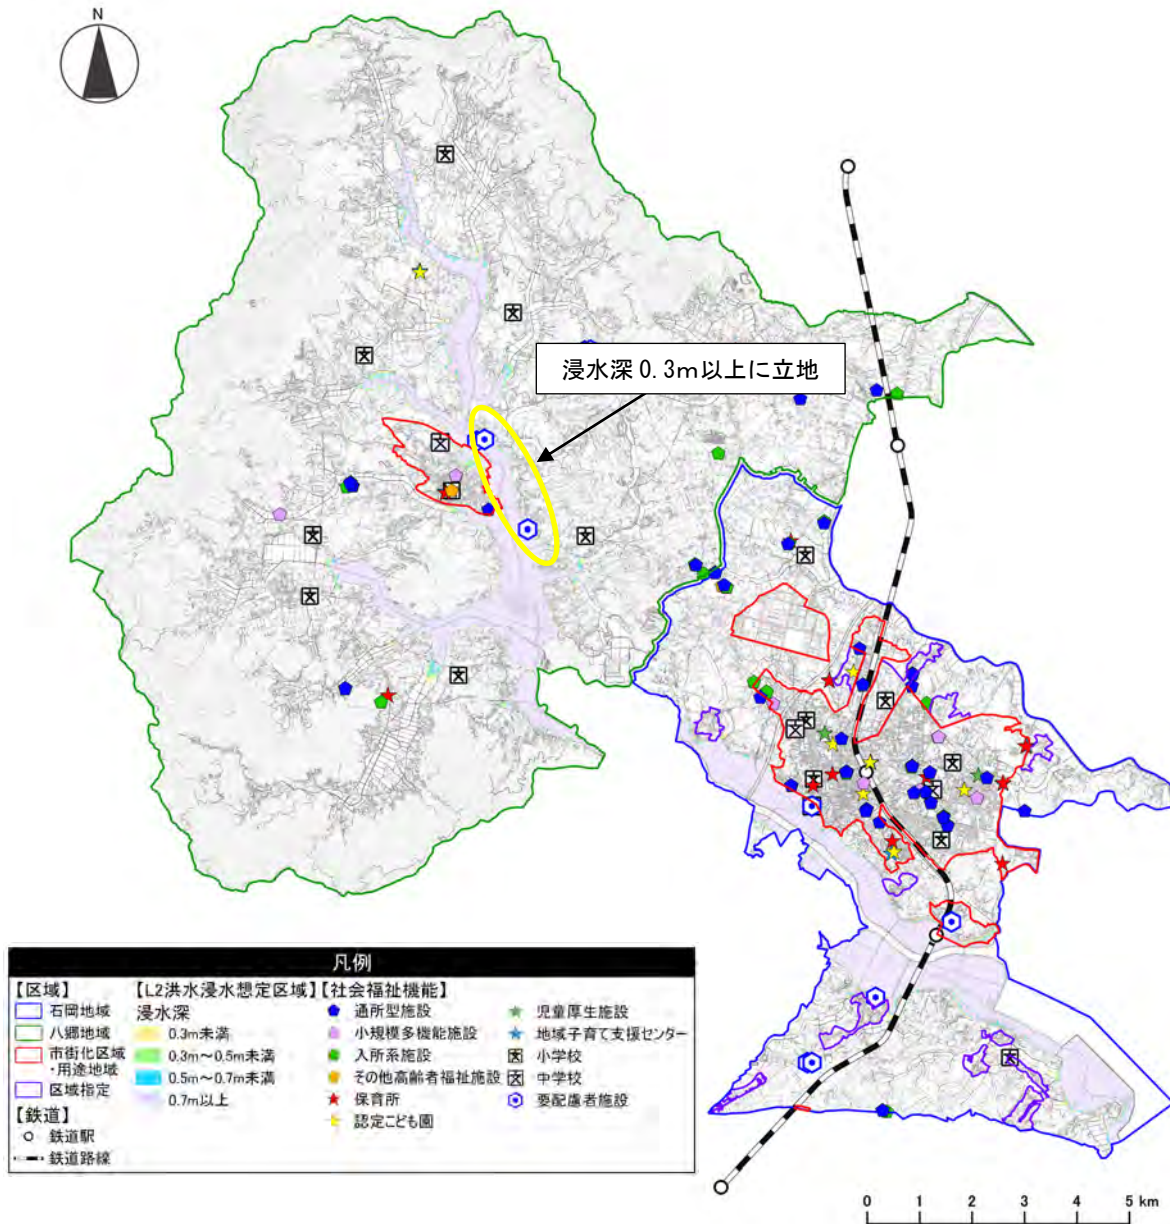 N
浸水深 0.3m以上に立地
凡例
【区域】
石岡地域
八郷地域
市街化区域
・用途地域
区域指定
【鉄道】
鉄道駅
鉄道路線
【L2洪水浸水想定区域】
浸水深
0.3m未満
0.3m〜0.5m未満
0.5m〜0.7m未満
0.7m以上
【社会福祉機能】
通所型施設
小規模多機能施設
入所系施設
その他高齢者福祉施設
保育所
認定こども園
児童厚生施設
地域子育て支援センター
小学校
中学校
要配慮者施設
0 1 2 3 4 5 km